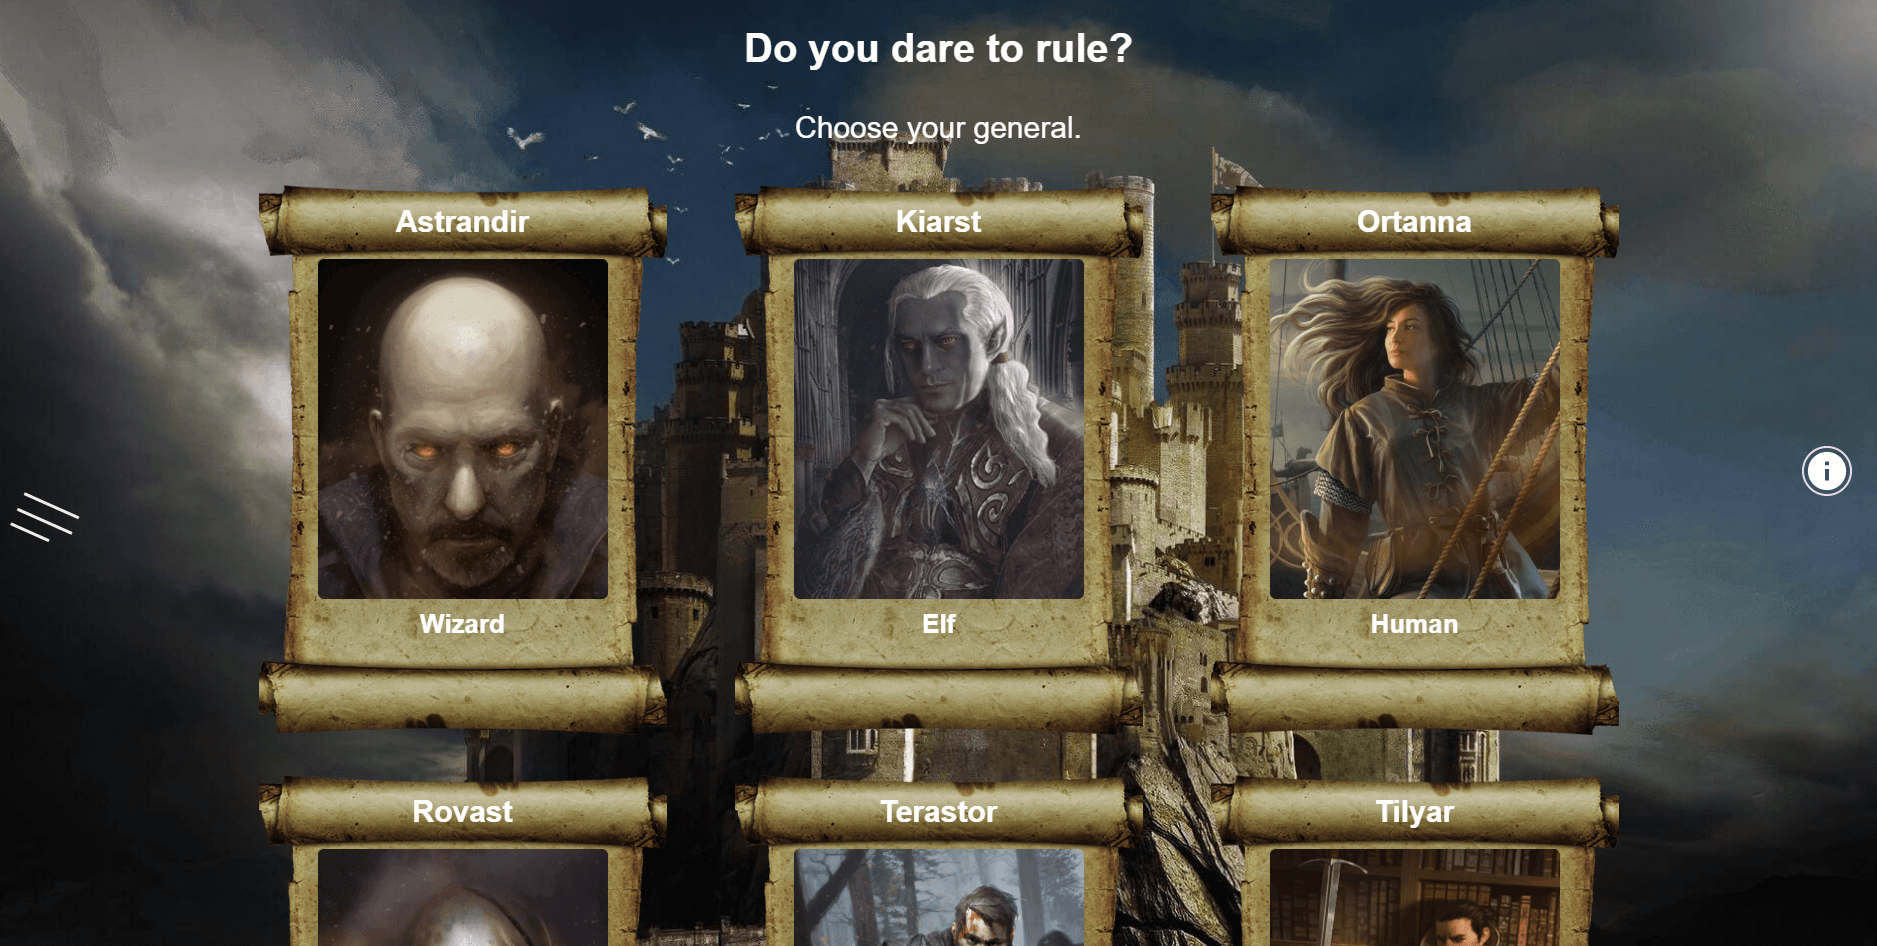 Do you dare to rule?
Choose your general.
Astrandir
Kiarst
Ortanna
Wizard
Elf
Human
Rovast
Terastor
Tilyar